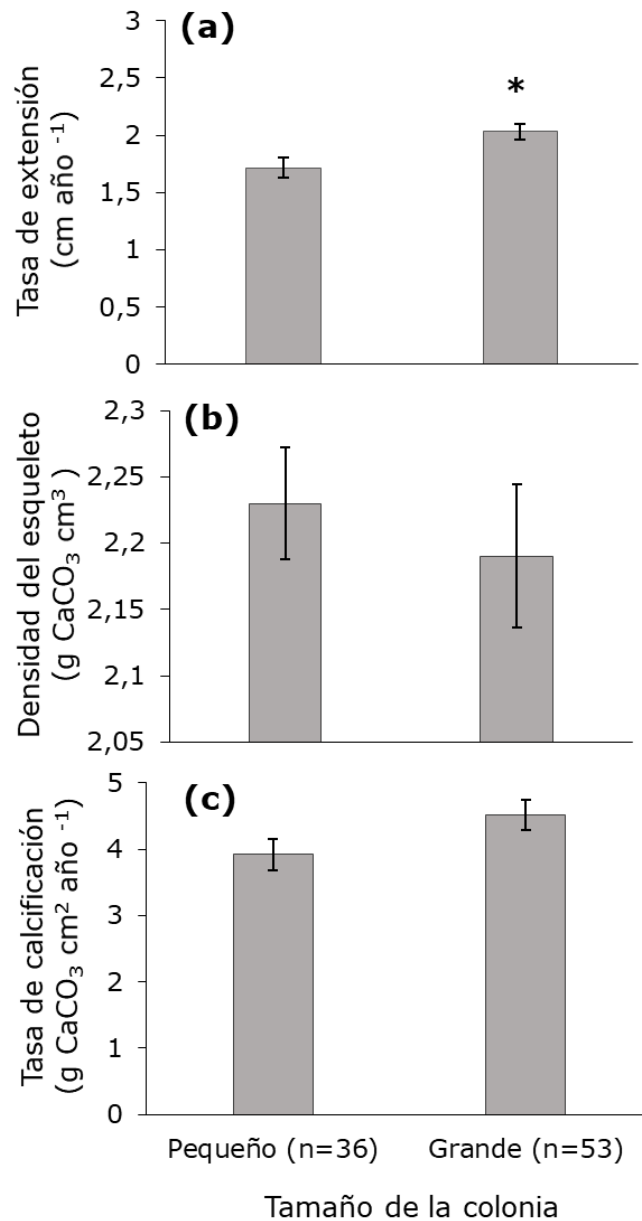 (a)
Tasa de extensión
(cm año ⁻¹)
3
2,5
2
1,5
1
0,5
0
*
(b)
Densidad del esqueleto
(g CaCO₃ cm³ )
2,3
2,25
2,2
2,15
2,1
2,05
(c)
Tasa de calcificación
(g CaCO₃ cm² año ⁻¹)
5
4
3
2
1
0
Pequeño (n=36) Grande (n=53)
Tamaño de la colonia